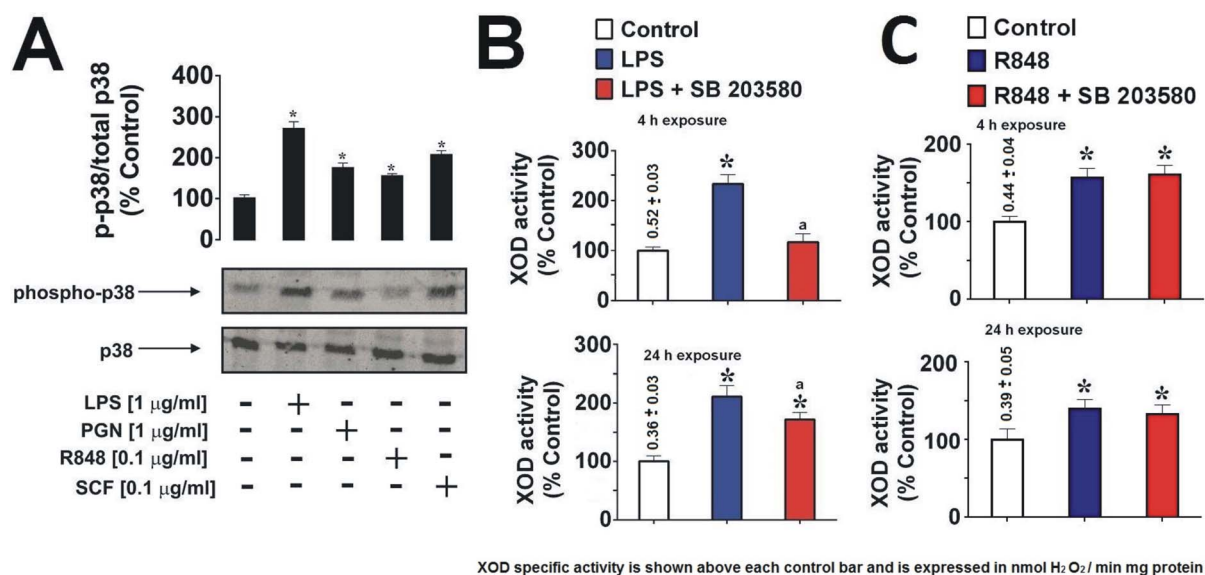 A
400
300
200
100
0
p-p38/total p38
(% Control)
*
*
*
*
phospho-p38
p38
LPS [1 μg/ml] - + - - -
PGN [1 μg/ml] - - + - -
R848 [0.1 μg/ml] - - - + -
SCF [0.1 μg/ml] - - - - +
B
Control
LPS
LPS + SB 203580
4 h exposure
XOD activity
(% Control)
300
200
100
0
0.52 ± 0.03
*
a
24 h exposure
XOD activity
(% Control)
300
200
100
0
0.36 ± 0.03
*
a
*
C
Control
R848
R848 + SB 203580
4 h exposure
XOD activity
(% Control)
200
150
100
0
0.44 ± 0.04
*
*
24 h exposure
XOD activity
(% Control)
200
150
100
0
0.39 ± 0.05
*
*
XOD specific activity is shown above each control bar and is expressed in nmol H₂O₂/ min mg protein